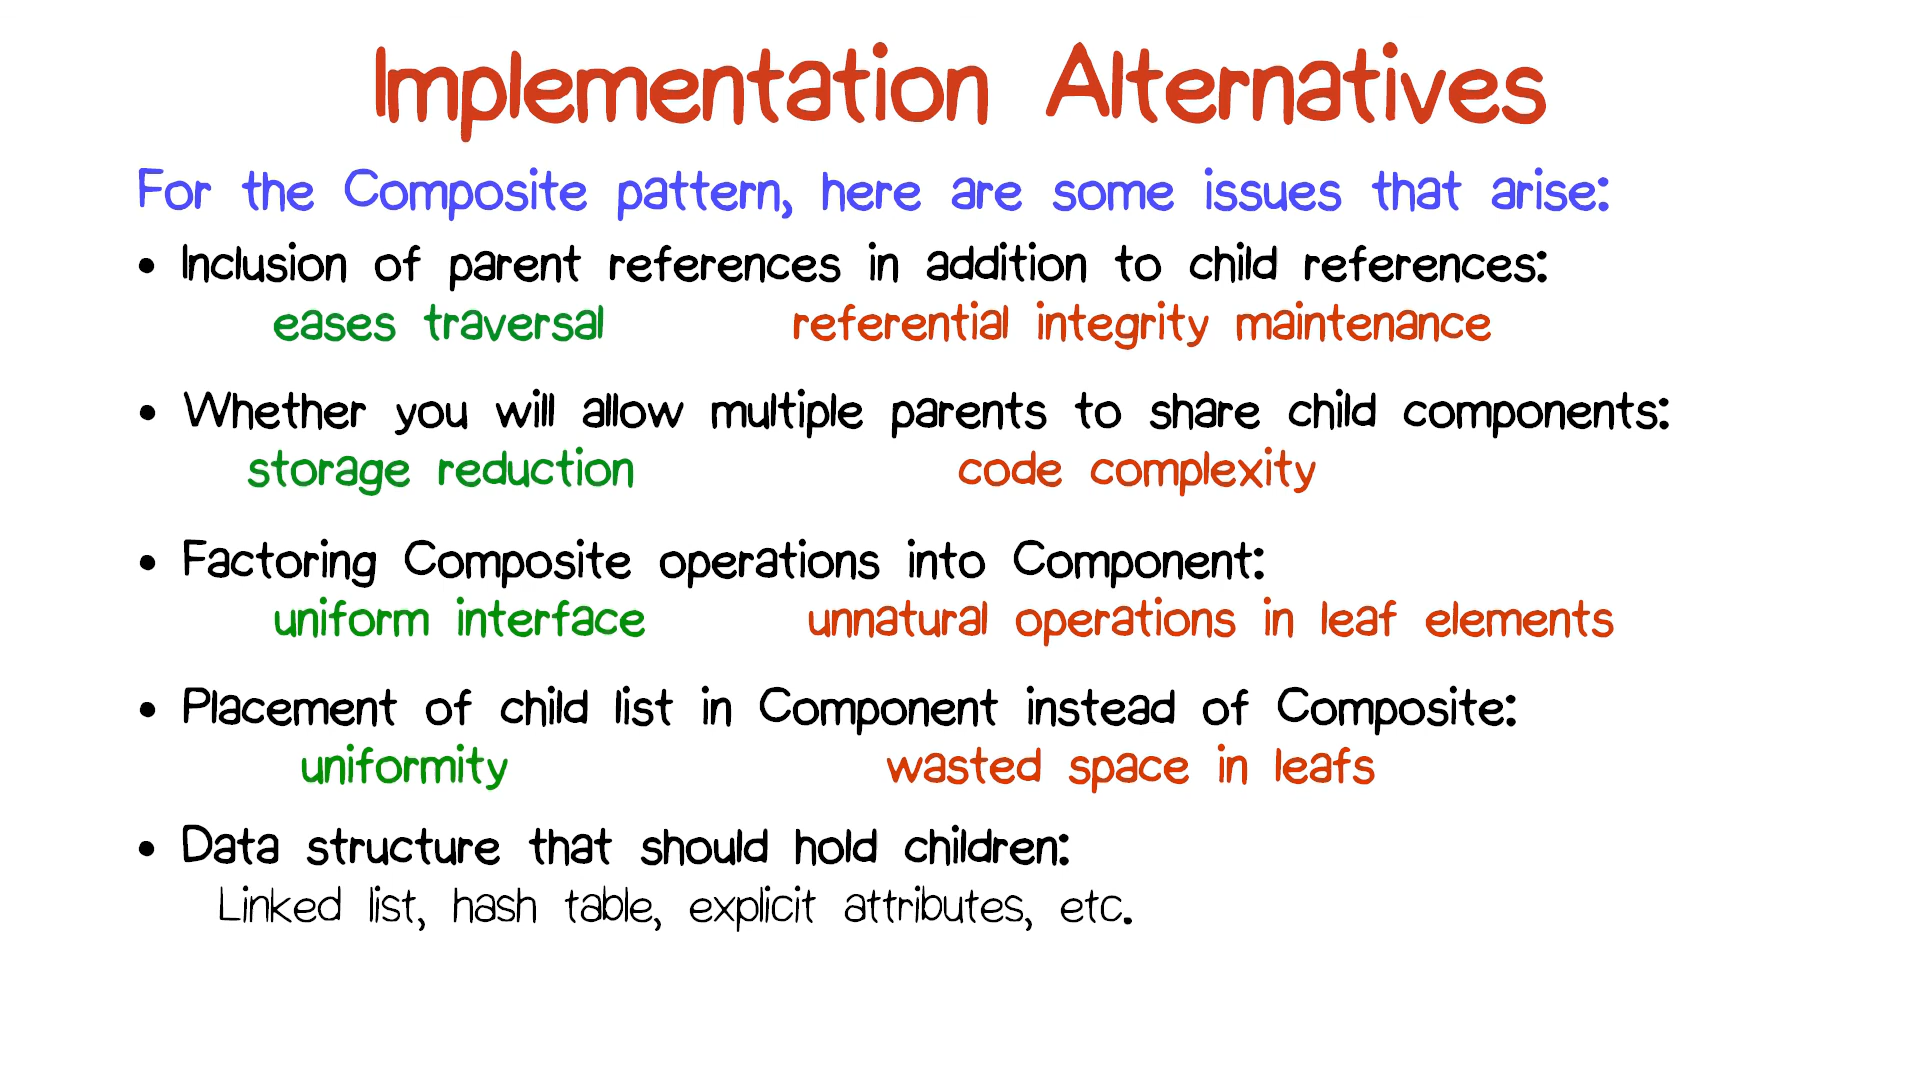 Implementation Alternatives
For the Composite pattern, here are some issues that arise:
• Inclusion of parent references in addition to child references:
eases traversal referential integrity maintenance
• Whether you will allow multiple parents to share child components:
storage reduction code complexity
• Factoring Composite operations into Component:
uniform interface unnatural operations in leaf elements
• Placement of child list in Component instead of Composite:
uniformity wasted space in leafs
• Data structure that should hold children:
Linked list, hash table, explicit attributes, etc.